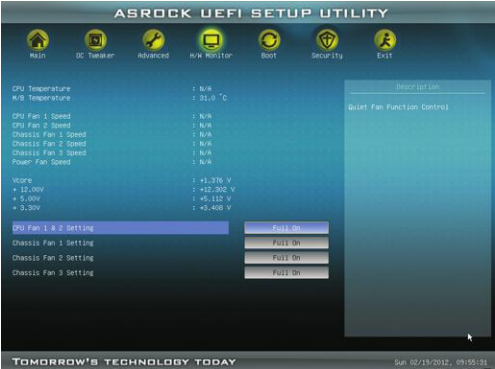 ASROCK UEFI SETUP UTILITY
Main OC Tweaker Advanced H/W Monitor Boot Security Exit
CPU Temperature : N/A
M/B Temperature : 31.0 °C
CPU Fan 1 Speed : N/A
CPU Fan 2 Speed : N/A
Chassis Fan 1 Speed : N/A
Chassis Fan 2 Speed : N/A
Chassis Fan 3 Speed : N/A
Power Fan Speed : N/A
Vcore : +1.376 V
+ 12.00V : +12.302 V
+ 5.00V : +5.112 V
+ 3.30V : +3.408 V
CPU Fan 1 & 2 Setting Full On
Chassis Fan 1 Setting Full On
Chassis Fan 2 Setting Full On
Chassis Fan 3 Setting Full On
Description
Quiet Fan Function Control
TOMORROW'S TECHNOLOGY TODAY
Sun 02/19/2012, 09:55:31